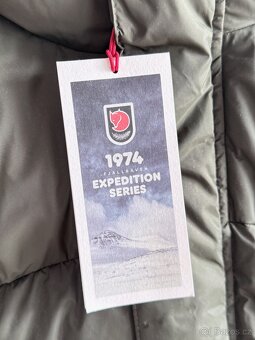 1974
FJÄLLRÄVEN
EXPEDITION
SERIES